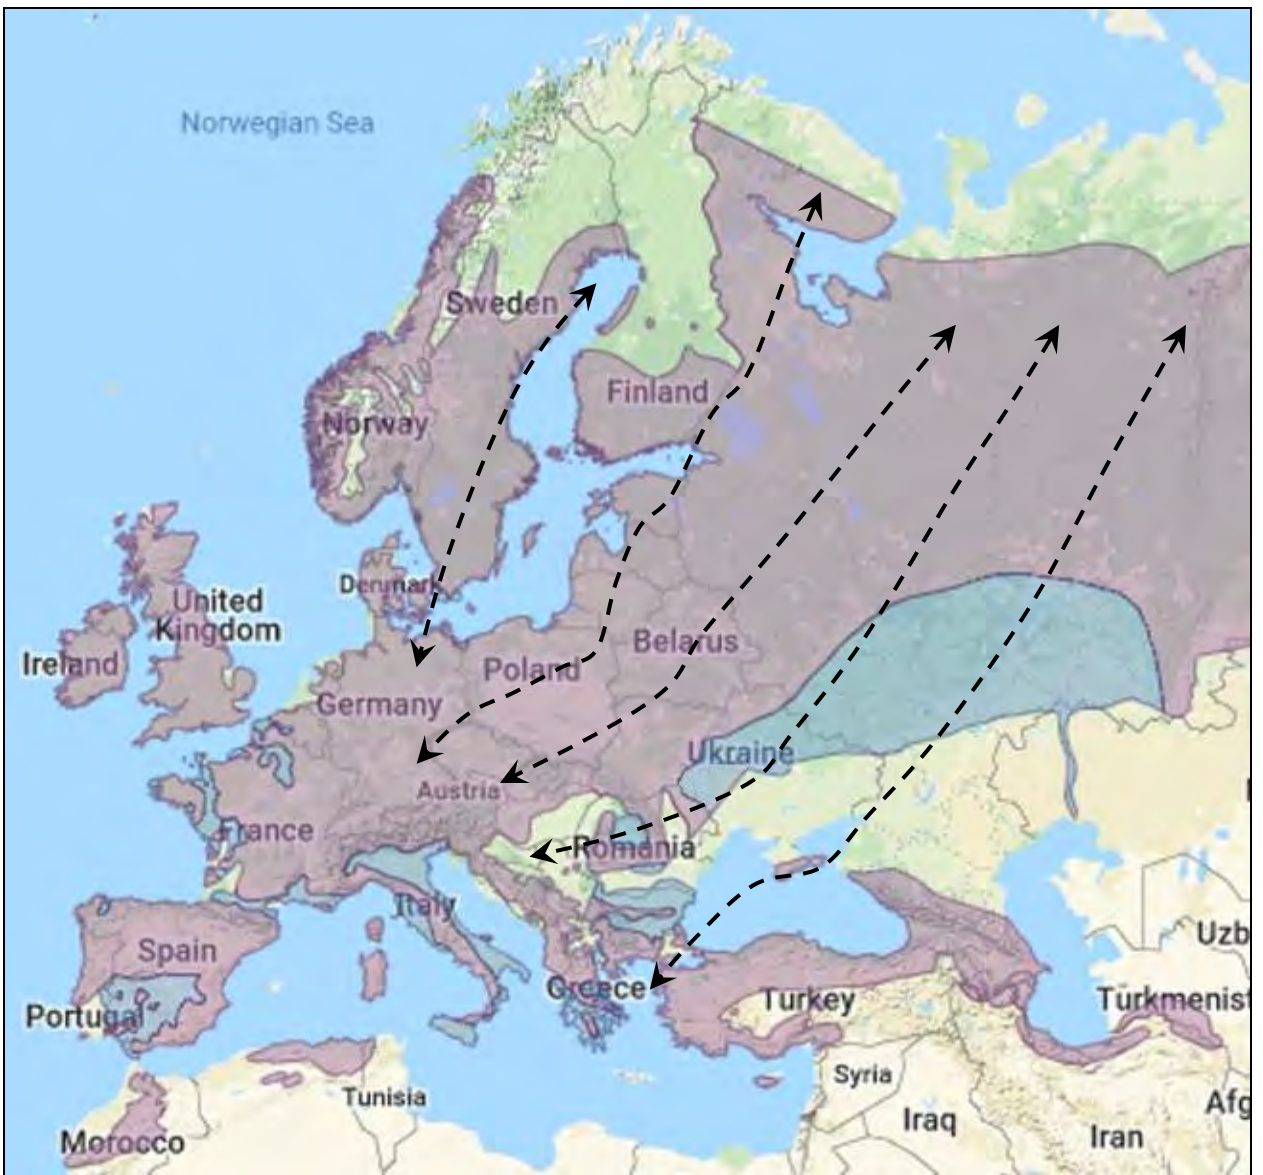 Norwegian Sea
Sweden
Finland
Norway
Denmark
United
Kingdom
Ireland
Belarus
Poland
Germany
Ukraine
Austria
France
Romania
Italy
Spain
Uzb
Greece
Turkey
Turkmenist
Portugal
Syria
Tunisia
Afg
Iraq
Iran
Morocco